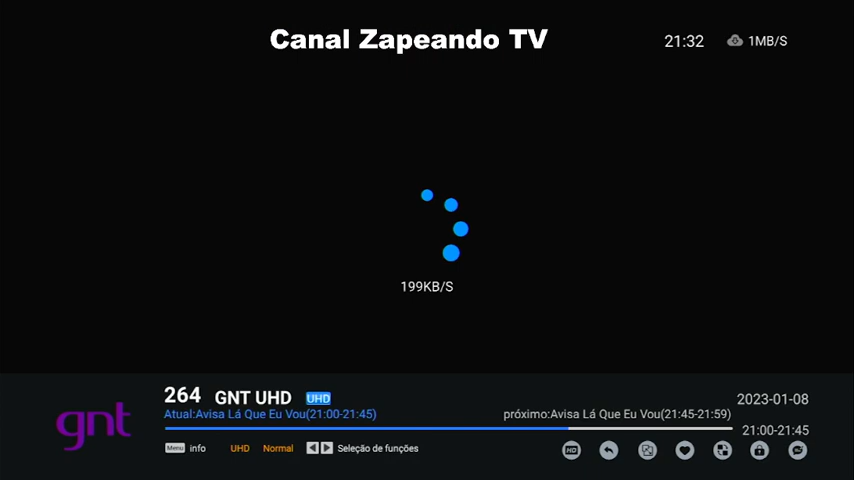 Canal Zapeando TV
21:32 1MB/S
199KB/S
gnt
264 GNT UHD UHD
2023-01-08
Atual:Avisa Lá Que Eu Vou(21:00-21:45)
próximo:Avisa Lá Que Eu Vou(21:45-21:59)
21:00-21:45
Menu info UHD Normal Seleção de funções
HD